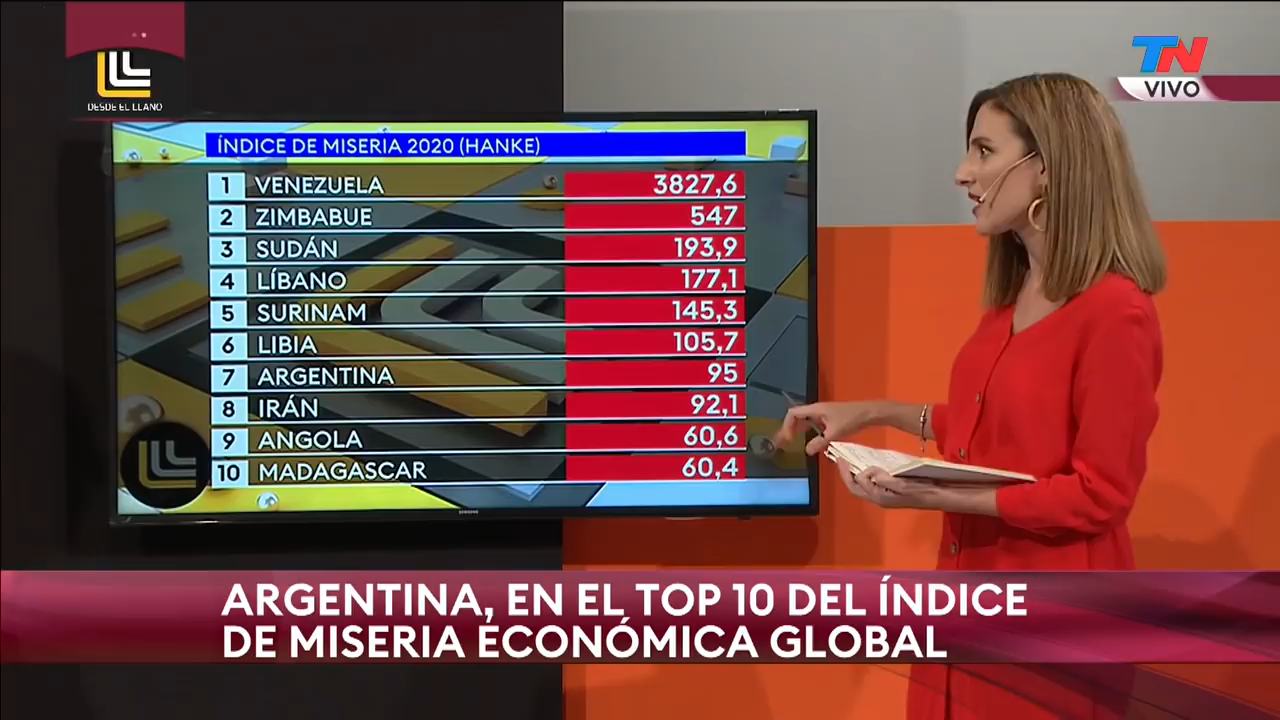 DESDE EL LLANO
TN
VIVO
ÍNDICE DE MISERIA 2020 (HANKE)
1 VENEZUELA 3827,6
2 ZIMBABUE 547
3 SUDÁN 193,9
4 LÍBANO 177,1
5 SURINAM 145,3
6 LIBIA 105,7
7 ARGENTINA 95
8 IRÁN 92,1
9 ANGOLA 60,6
10 MADAGASCAR 60,4
SAMSUNG
ARGENTINA, EN EL TOP 10 DEL ÍNDICE
DE MISERIA ECONÓMICA GLOBAL